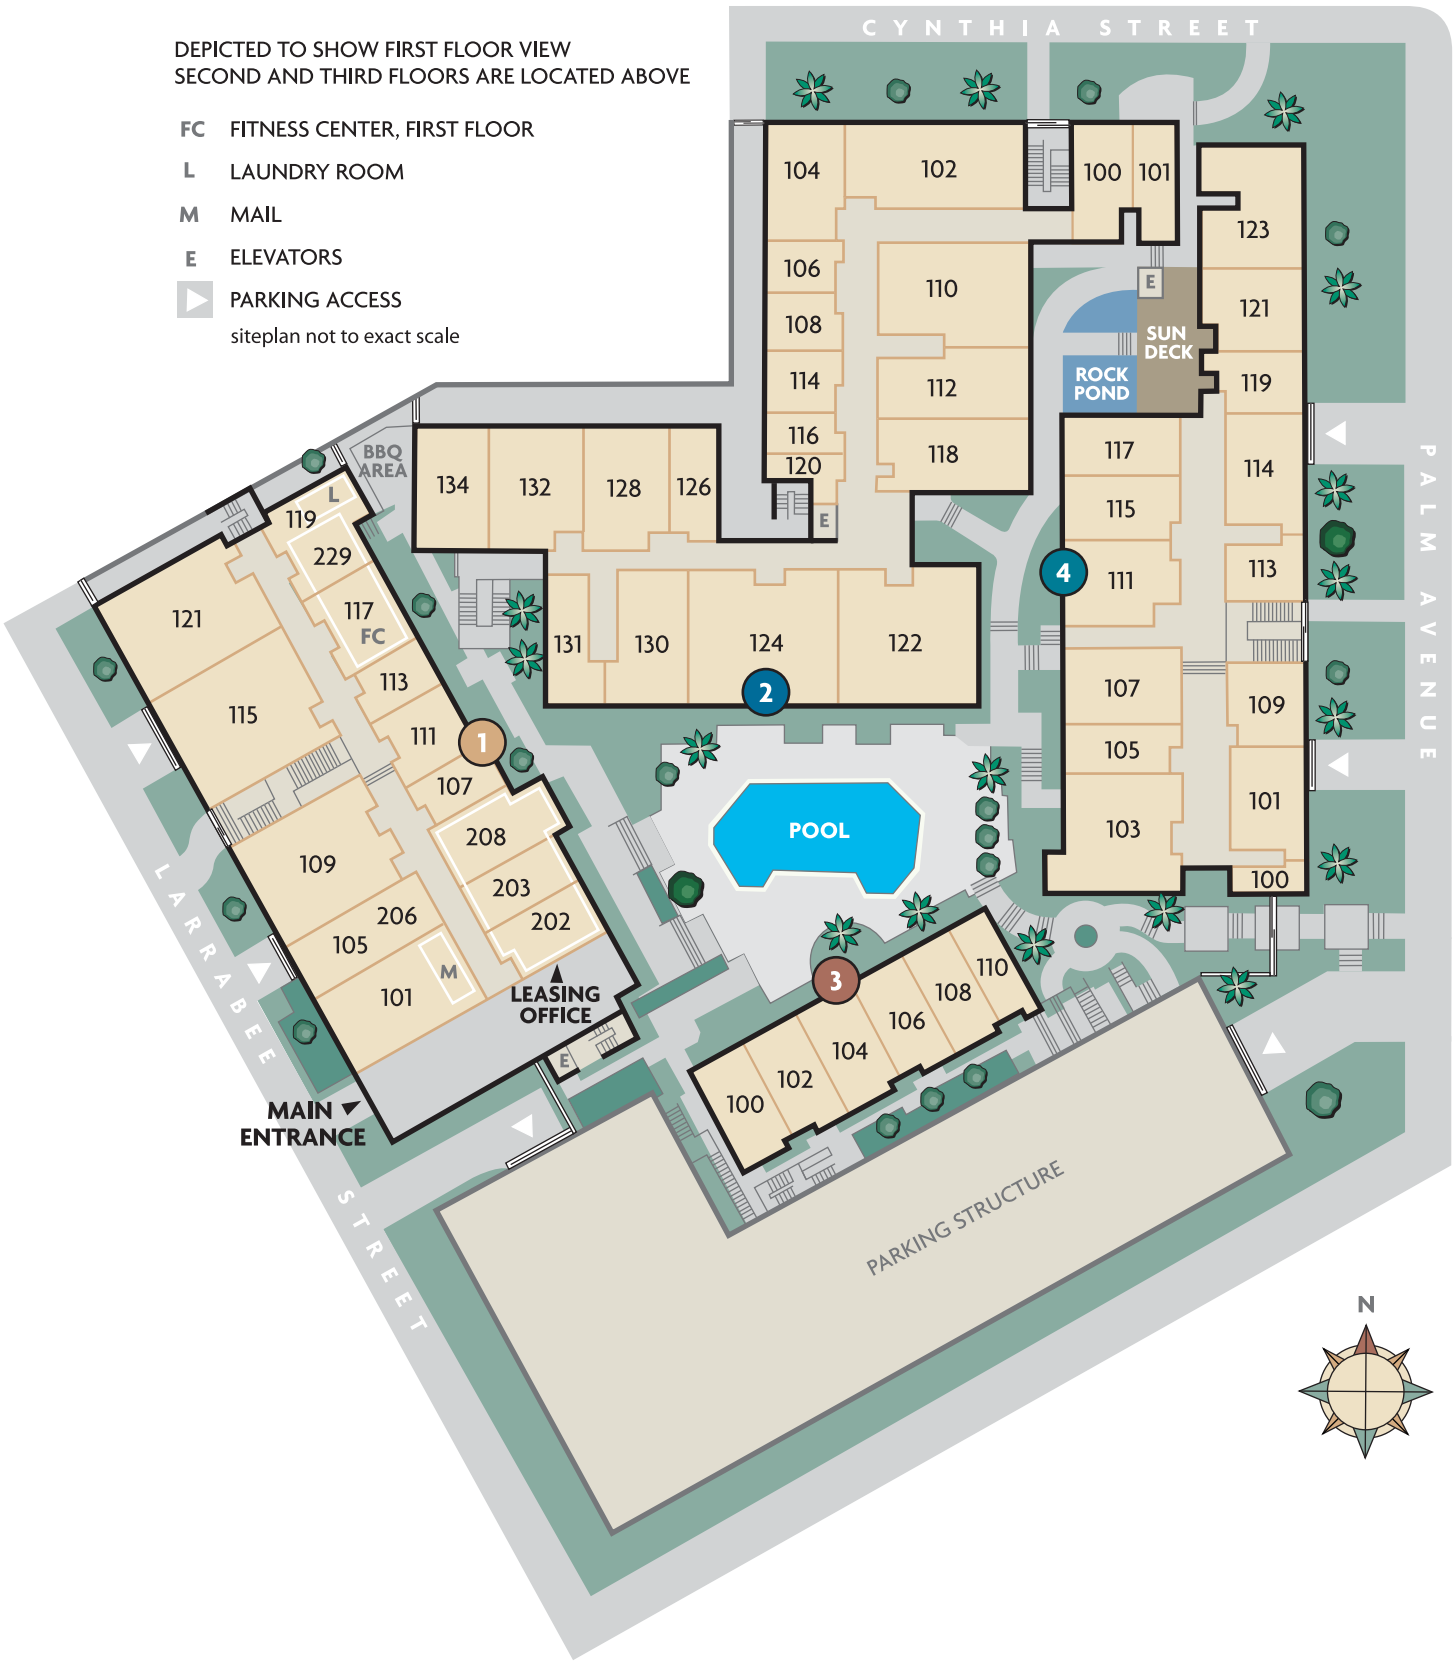 CYNTHIA STREET
DEPICTED TO SHOW FIRST FLOOR VIEW
SECOND AND THIRD FLOORS ARE LOCATED ABOVE
FC FITNESS CENTER, FIRST FLOOR
L LAUNDRY ROOM
M MAIL
E ELEVATORS
PARKING ACCESS
siteplan not to exact scale
104
102
100
101
106
108
114
116
120
110
112
118
E
134
132
128
126
131
130
124
122
2
E
SUN
DECK
ROCK
POND
123
121
119
114
113
109
101
100
117
115
111
107
105
103
4
PALM AVENUE
BBQ
AREA
L
119
229
117
FC
113
111
107
208
203
202
121
115
109
206
105
101
M
1
LEASING
OFFICE
E
MAIN
ENTRANCE
LARRABEE STREET
POOL
3
110
108
106
104
102
100
PARKING STRUCTURE
N